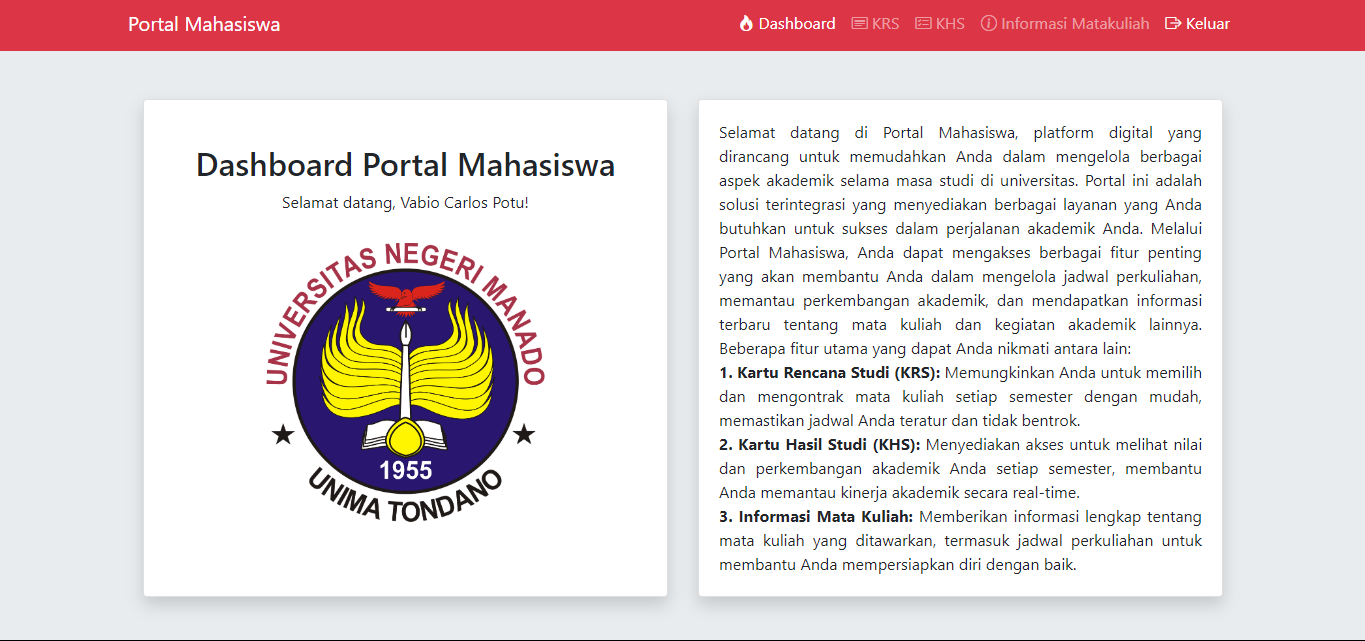 Portal Mahasiswa
Dashboard KRS KHS Informasi Matakuliah Keluar
Dashboard Portal Mahasiswa
Selamat datang, Vabio Carlos Potu!
UNIVERSITAS NEGERI MANADO
1955
UNIMA TONDANO
Selamat datang di Portal Mahasiswa, platform digital yang
dirancang untuk memudahkan Anda dalam mengelola berbagai
aspek akademik selama masa studi di universitas. Portal ini adalah
solusi terintegrasi yang menyediakan berbagai layanan yang Anda
butuhkan untuk sukses dalam perjalanan akademik Anda. Melalui
Portal Mahasiswa, Anda dapat mengakses berbagai fitur penting
yang akan membantu Anda dalam mengelola jadwal perkuliahan,
memantau perkembangan akademik, dan mendapatkan informasi
terbaru tentang mata kuliah dan kegiatan akademik lainnya.
Beberapa fitur utama yang dapat Anda nikmati antara lain:
1. Kartu Rencana Studi (KRS): Memungkinkan Anda untuk memilih
dan mengontrak mata kuliah setiap semester dengan mudah,
memastikan jadwal Anda teratur dan tidak bentrok.
2. Kartu Hasil Studi (KHS): Menyediakan akses untuk melihat nilai
dan perkembangan akademik Anda setiap semester, membantu
Anda memantau kinerja akademik secara real-time.
3. Informasi Mata Kuliah: Memberikan informasi lengkap tentang
mata kuliah yang ditawarkan, termasuk jadwal perkuliahan untuk
membantu Anda mempersiapkan diri dengan baik.